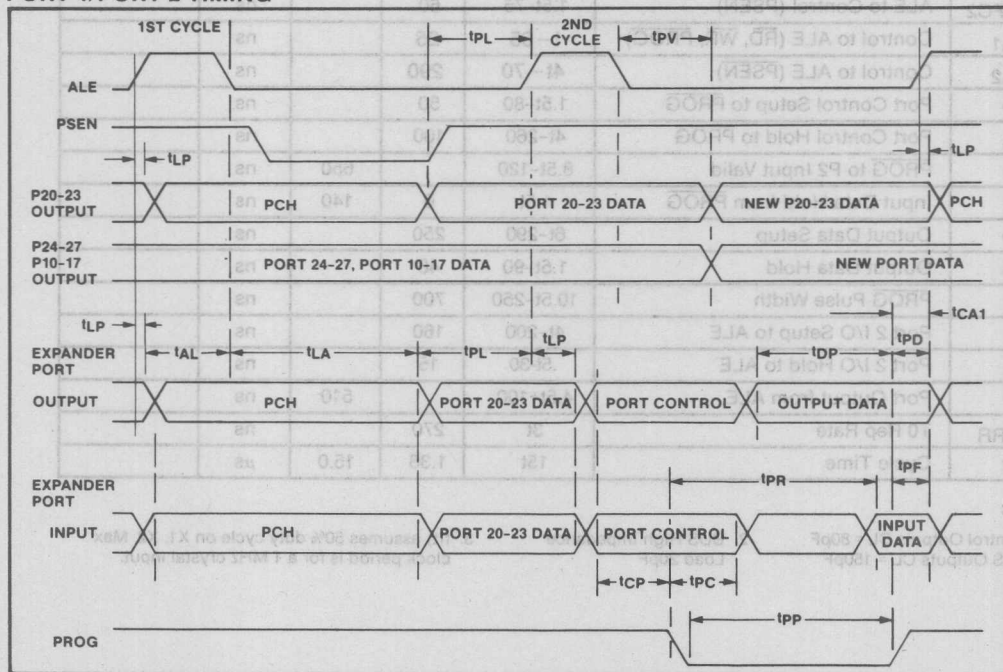 PORT 1/PORT 2 TIMING
1ST CYCLE
2ND CYCLE
tPL
tPV
ALE
PSEN
tLP
tLP
P20-23 OUTPUT
PCH
PORT 20-23 DATA
NEW P20-23 DATA
PCH
P24-27
P10-17
OUTPUT
PORT 24-27, PORT 10-17 DATA
NEW PORT DATA
tLP
tCA1
tAL
tLA
tPL
tLP
tDP
tPD
EXPANDER PORT OUTPUT
PCH
PORT 20-23 DATA
PORT CONTROL
OUTPUT DATA
tPR
tPF
EXPANDER PORT INPUT
PCH
PORT 20-23 DATA
PORT CONTROL
INPUT DATA
tCP
tPC
tPP
PROG